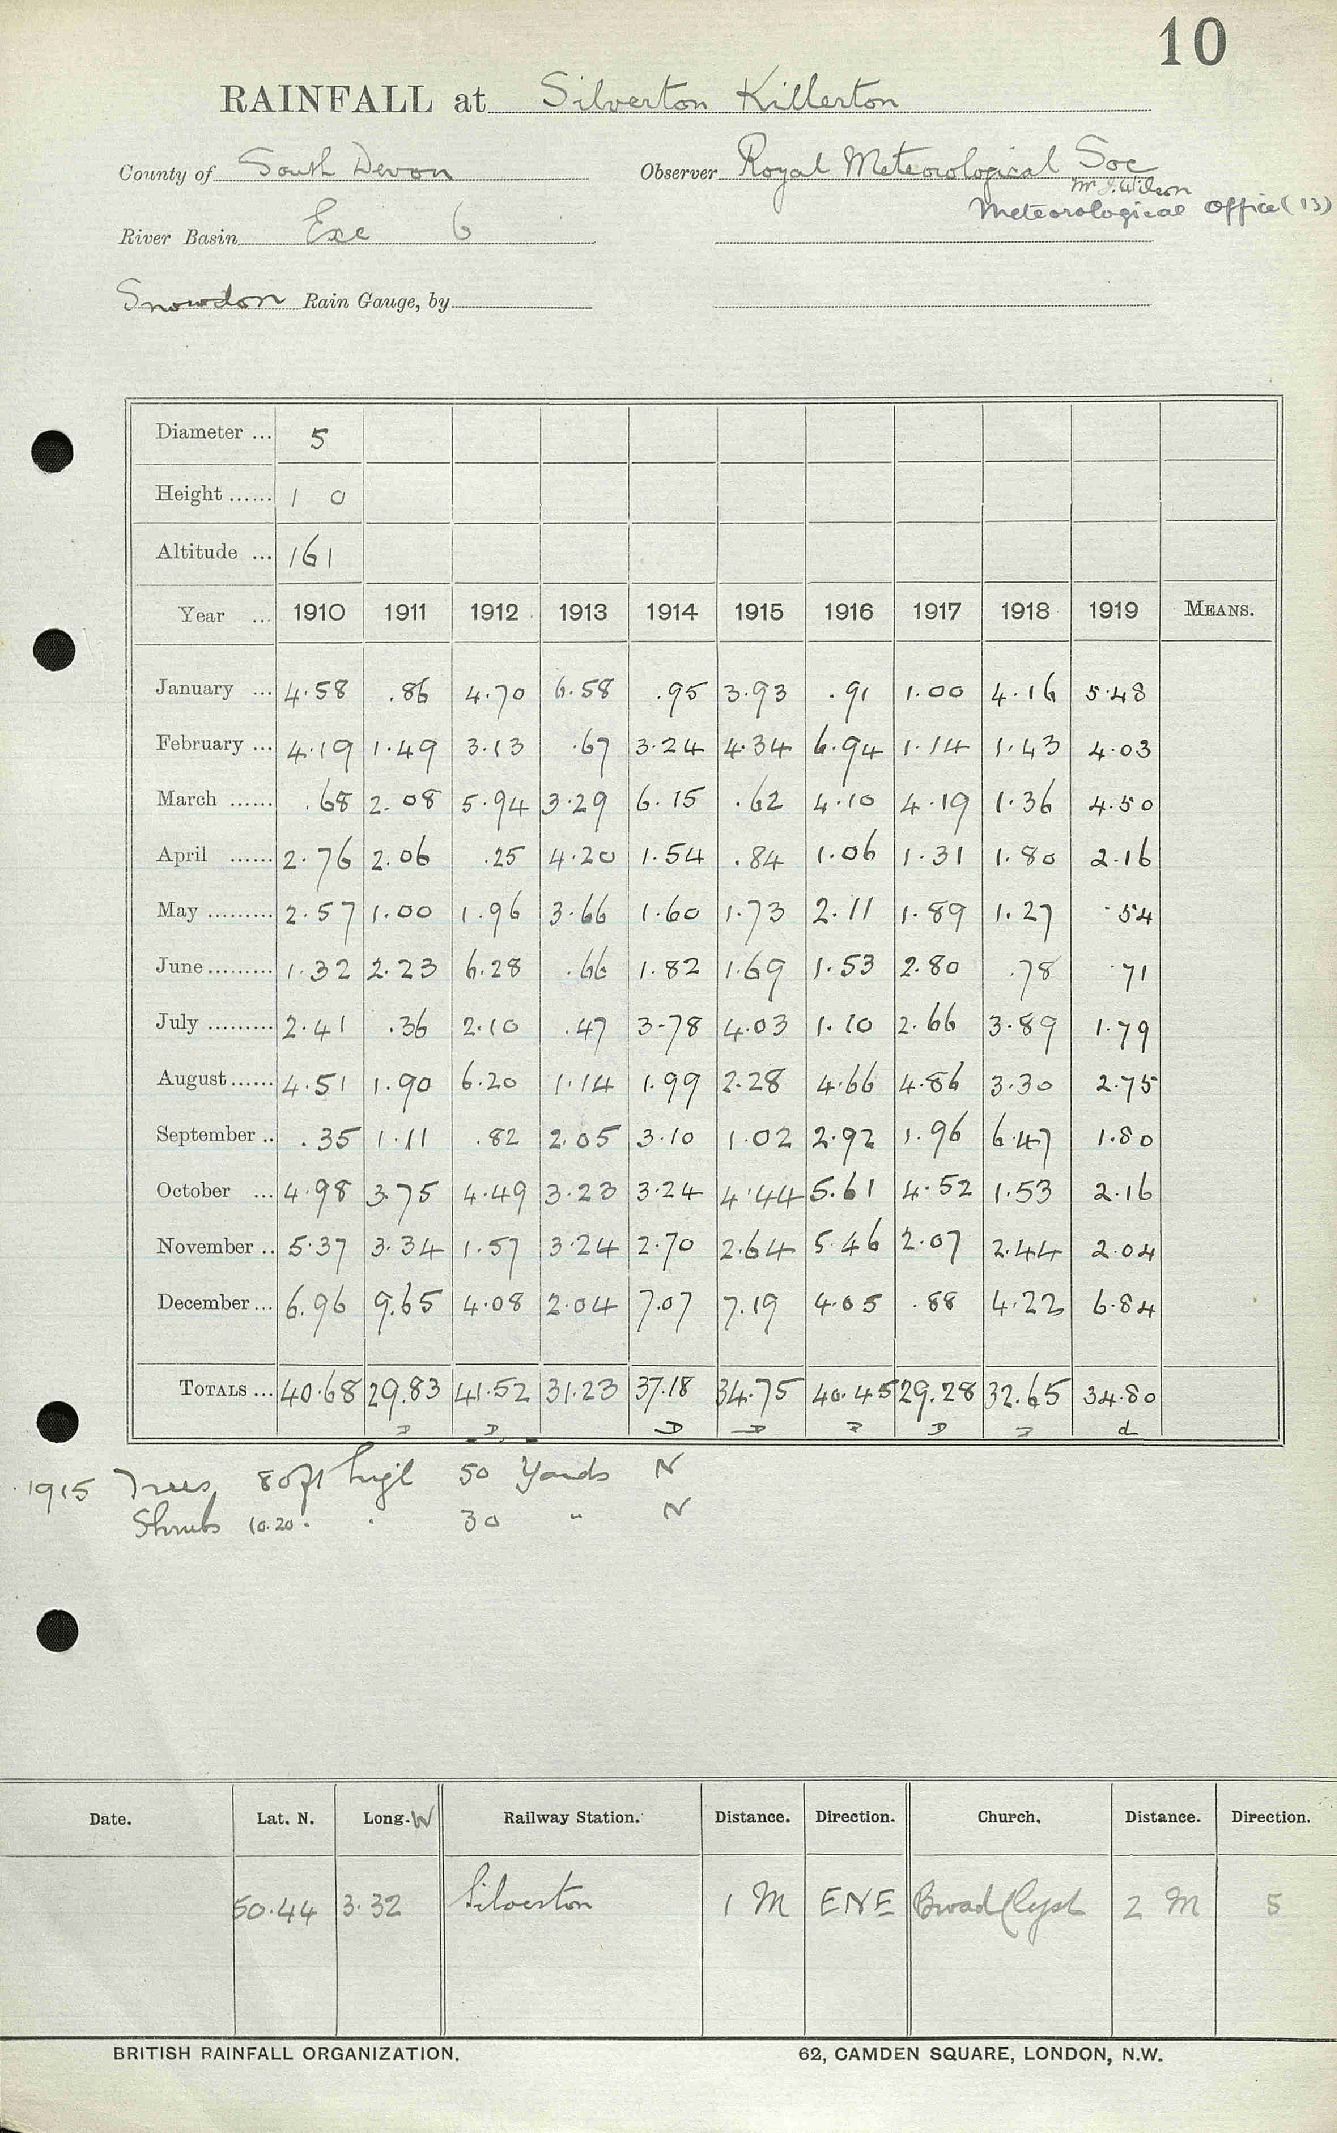 10
RAINFALL at Silverton Killerton
County of South Devon Observer Royal Meteorological Soc
Mr J. Wilson
Meteorological Office (13)
River Basin Exe 6
Snowdon Rain Gauge, by
Diameter ... 5
Height ...... 1 0
Altitude ... 161
Year ... 1910 1911 1912 1913 1914 1915 1916 1917 1918 1919 MEANS.
January ... 4.58 .86 4.70 6.58 .95 3.93 .91 1.00 4.16 5.48
February ... 4.19 1.49 3.13 .67 3.24 4.34 6.94 1.14 1.43 4.03
March ...... .68 2.08 5.94 3.29 6.15 .62 4.10 4.19 1.36 4.50
April ...... 2.76 2.06 .25 4.20 1.54 .84 1.06 1.31 1.80 2.16
May ......... 2.57 1.00 1.96 3.66 1.60 1.73 2.11 1.89 1.27 .54
June ......... 1.32 2.23 6.28 .66 1.82 1.69 1.53 2.80 .78 .71
July ......... 2.41 .36 2.10 .47 3.78 4.03 1.10 2.66 3.89 1.79
August ...... 4.51 1.90 6.20 1.14 1.99 2.28 4.66 4.86 3.30 2.75
September .. .35 1.11 .82 2.05 3.10 1.02 2.92 1.96 6.47 1.80
October ... 4.98 3.75 4.49 3.23 3.24 4.44 5.61 4.52 1.53 2.16
November .. 5.37 3.34 1.57 3.24 2.70 2.64 5.46 2.07 2.44 2.04
December ... 6.96 9.65 4.08 2.04 7.07 7.19 4.05 .88 4.22 6.84
TOTALS ... 40.68 29.83 41.52 31.23 37.18 34.75 40.45 29.28 32.65 34.80
D D D D D D D d
1915 Trees 80ft high 50 Yards N
Shrubs 10.20 " 30 " N
Date. Lat. N. Long. W Railway Station. Distance. Direction. Church. Distance. Direction.
50.44 3.32 Silverton 1 M ENE Broad Clyst 2 M S
BRITISH RAINFALL ORGANIZATION. 62, CAMDEN SQUARE, LONDON, N.W.